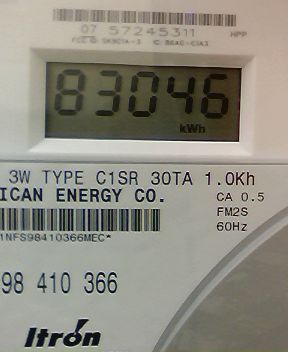 07 57245311
HPP
83046
kWh
3W TYPE C1SR 30TA 1.0Kh
ICAN ENERGY CO.
CA 0.5
FM2S
60Hz
1NFS98410366MEC*
98 410 366
Itron